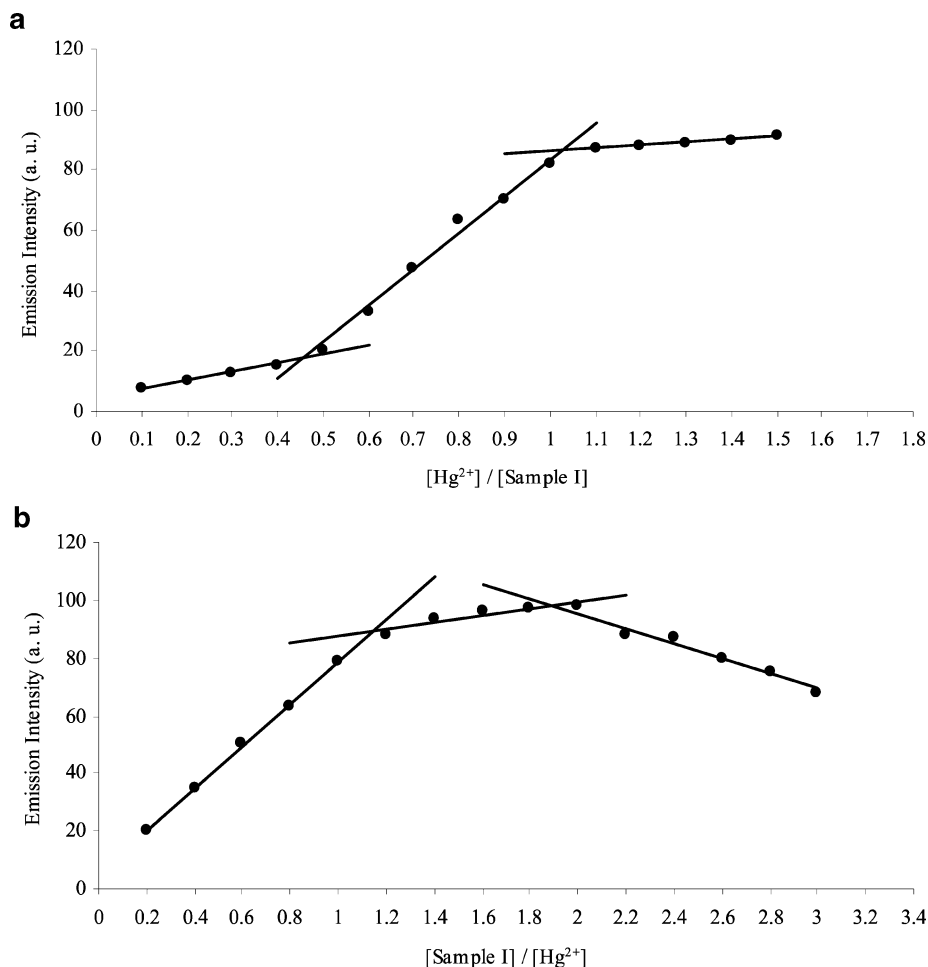 a
120
100
80
60
40
20
0
Emission Intensity (a. u.)
0 0.1 0.2 0.3 0.4 0.5 0.6 0.7 0.8 0.9 1 1.1 1.2 1.3 1.4 1.5 1.6 1.7 1.8
[Hg²⁺] / [Sample I]
b
120
100
80
60
40
20
0
Emission Intensity (a. u.)
0 0.2 0.4 0.6 0.8 1 1.2 1.4 1.6 1.8 2 2.2 2.4 2.6 2.8 3 3.2 3.4
[Sample I] / [Hg²⁺]